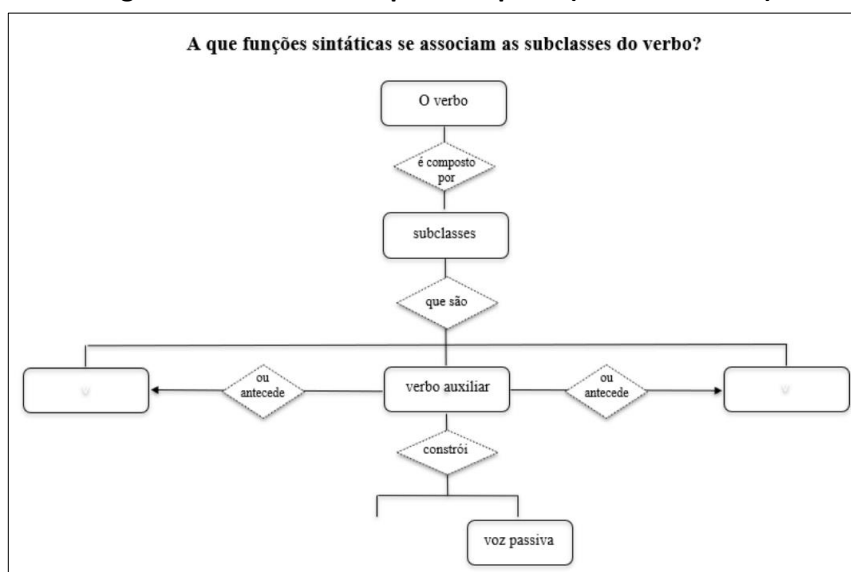 A que funções sintáticas se associam as subclasses do verbo?
O verbo
é composto
por
subclasses
que são
ou
antecede
verbo auxiliar
ou
antecede
constrói
voz passiva